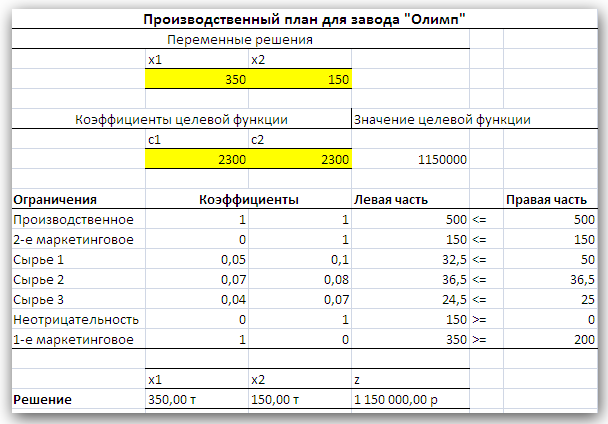 Производственный план для завода "Олимп"
Переменные решения
x1 x2
350 150
Коэффициенты целевой функции Значение целевой функции
c1 c2
2300 2300 1150000
Ограничения Коэффициенты Левая часть Правая часть
Производственное 1 1 500 <= 500
2-е маркетинговое 0 1 150 <= 150
Сырье 1 0,05 0,1 32,5 <= 50
Сырье 2 0,07 0,08 36,5 <= 36,5
Сырье 3 0,04 0,07 24,5 <= 25
Неотрицательность 0 1 150 >= 0
1-е маркетинговое 1 0 350 >= 200
x1 x2 z
Решение 350,00 т 150,00 т 1 150 000,00 р